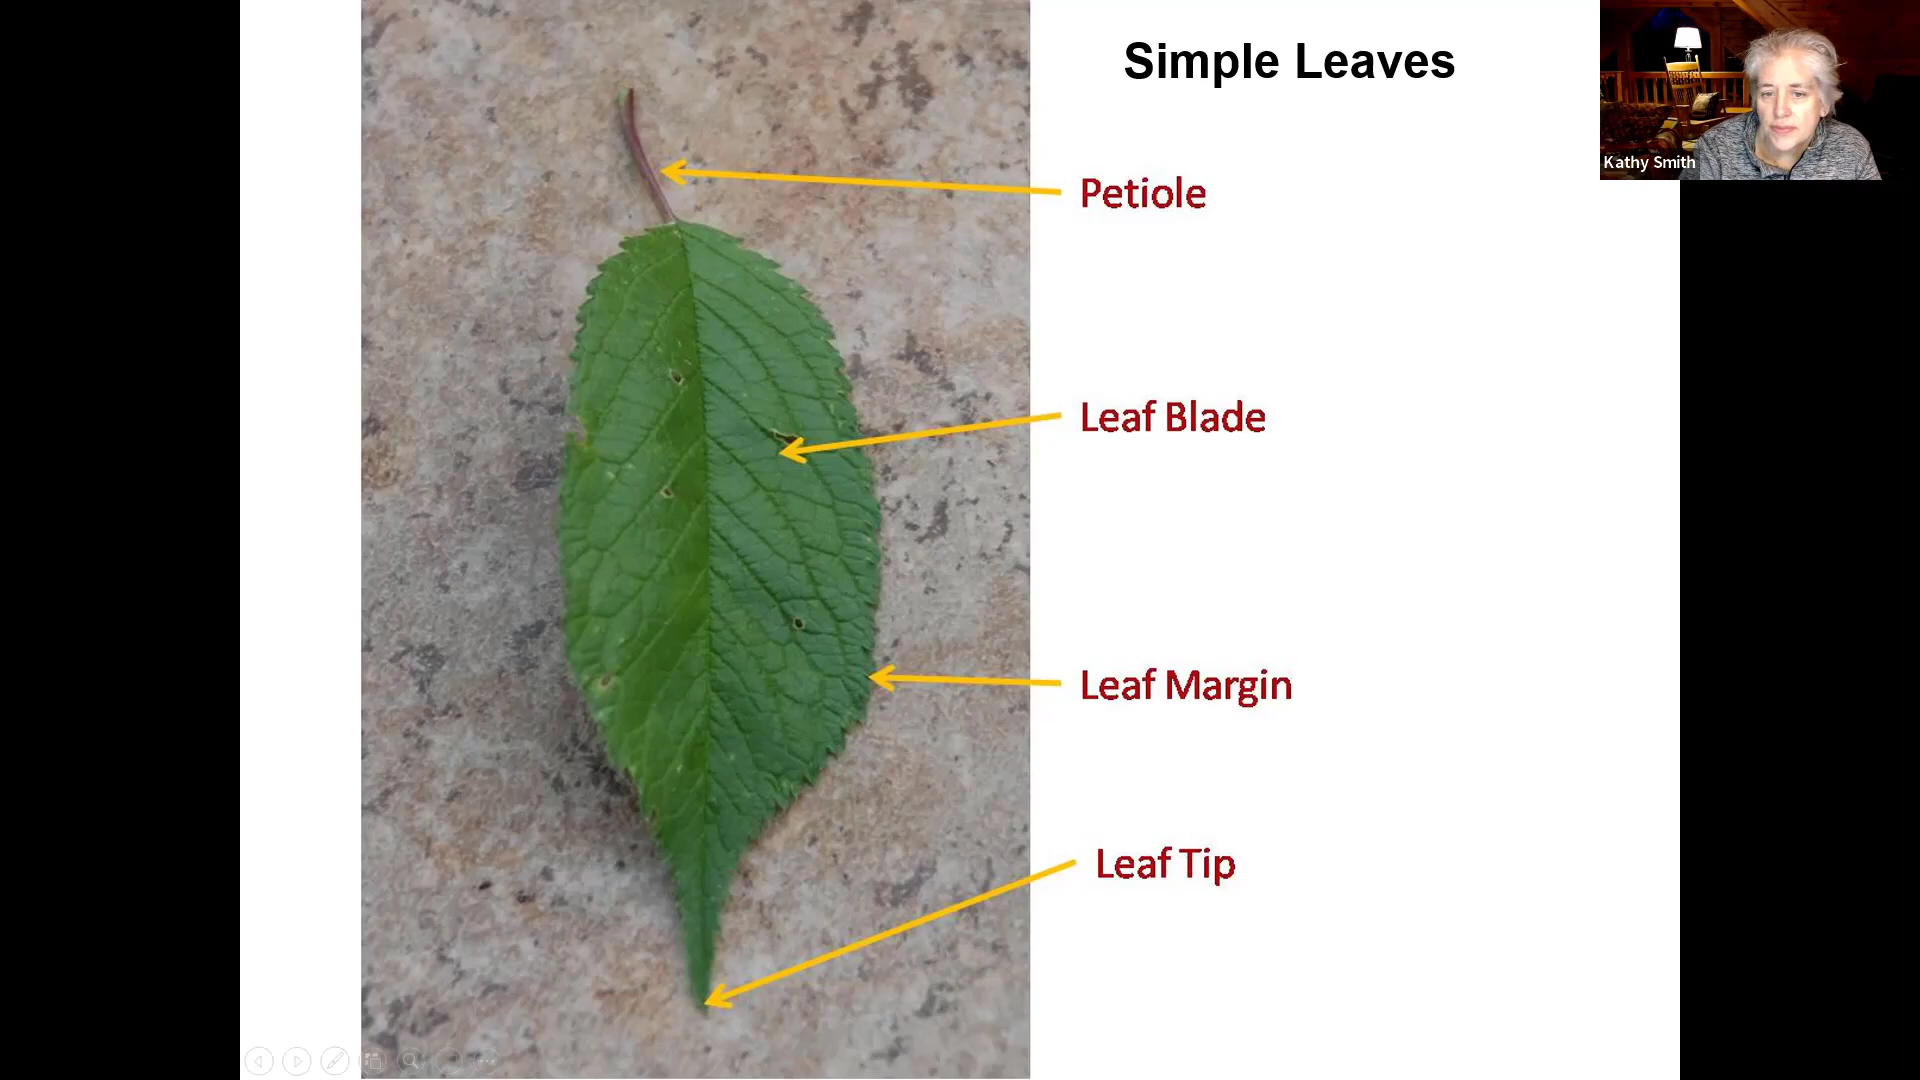 Simple Leaves
Kathy Smith
Petiole
Leaf Blade
Leaf Margin
Leaf Tip